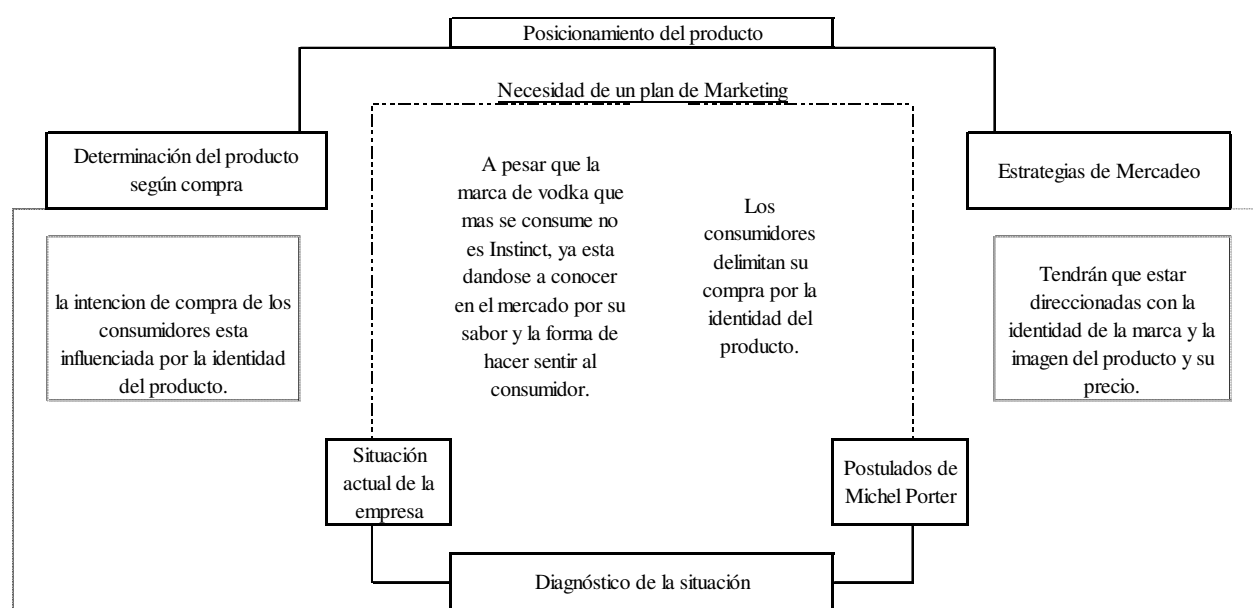 Posicionamiento del producto
Necesidad de un plan de Marketing
Determinación del producto
según compra
A pesar que la
marca de vodka que
mas se consume no
es Instinct, ya esta
dandose a conocer
en el mercado por su
sabor y la forma de
hacer sentir al
consumidor.
Los
consumidores
delimitan su
compra por la
identidad del
producto.
Estrategias de Mercadeo
la intencion de compra de los
consumidores esta
influenciada por la identidad
del producto.
Tendrán que estar
direccionadas con la
identidad de la marca y la
imagen del producto y su
precio.
Situación
actual de la
empresa
Postulados de
Michel Porter
Diagnóstico de la situación